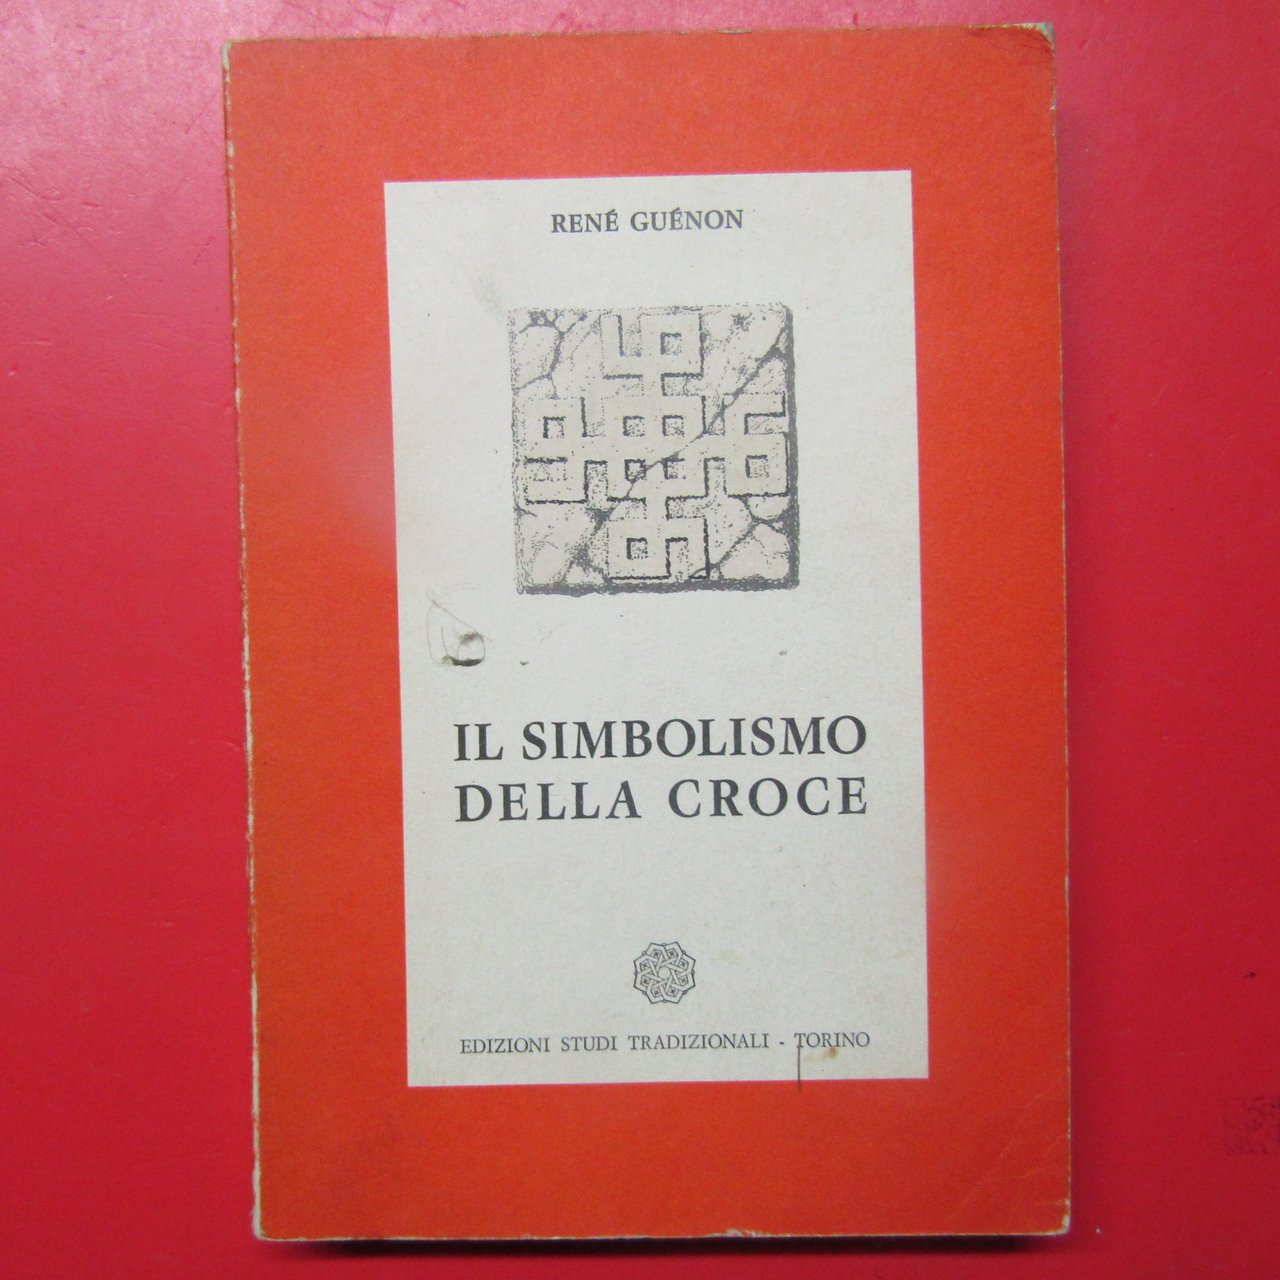 RENÉ GUÉNON
IL SIMBOLISMO
DELLA CROCE
EDIZIONI STUDI TRADIZIONALI - TORINO